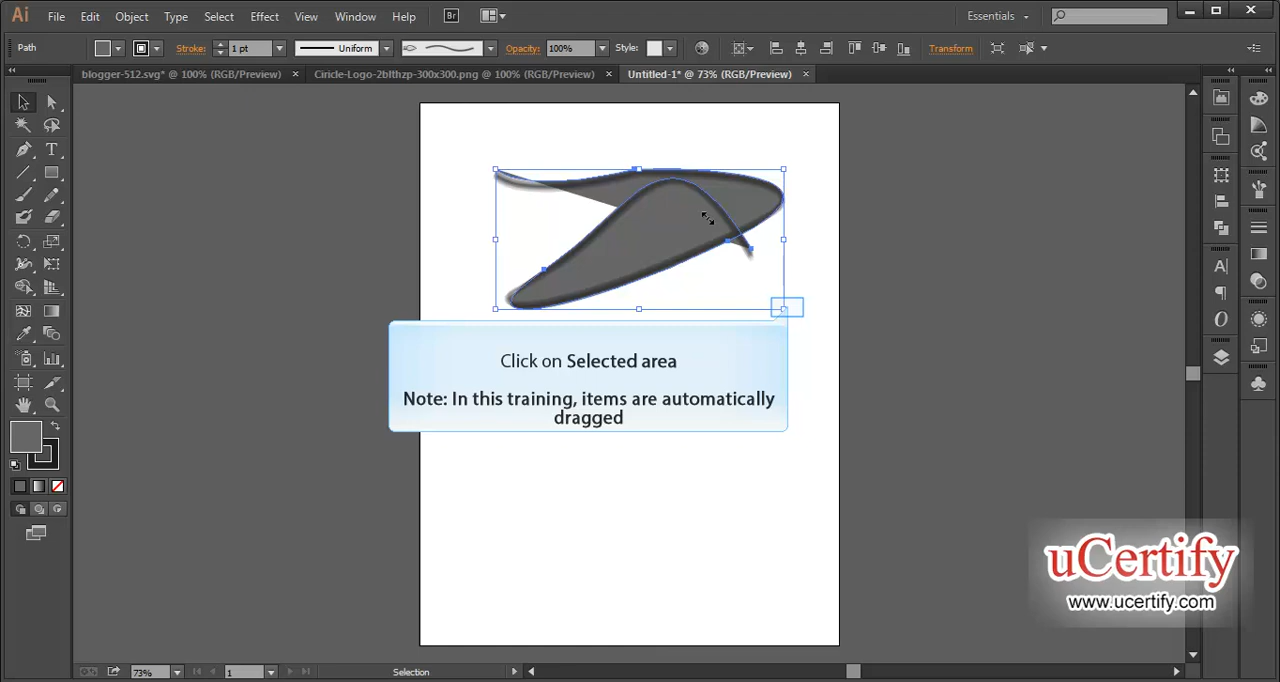 Ai File Edit Object Type Select Effect View Window Help Br Essentials
Path Stroke: 1 pt Uniform Opacity: 100% Style: Transform
blogger-512.svg* @ 100% (RGB/Preview) × Ciricle-Logo-2blthzp-300x300.png @ 100% (RGB/Preview) × Untitled-1* @ 73% (RGB/Preview) ×
Click on Selected area
Note: In this training, items are automatically
dragged
uCertify
www.ucertify.com
73% 1 Selection